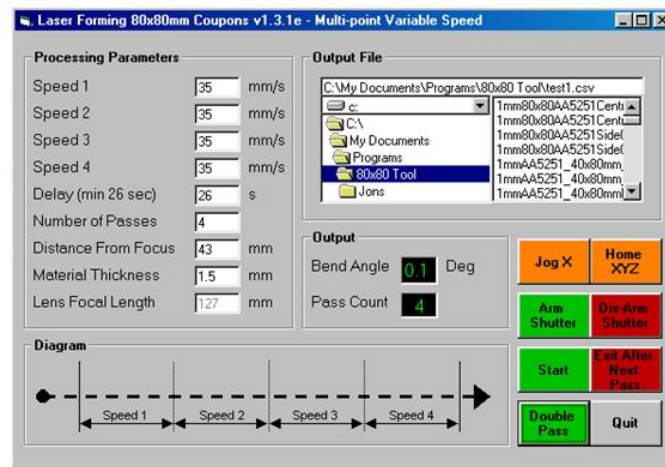 Laser Forming 80x80mm Coupons v1.3.1e - Multi-point Variable Speed
Processing Parameters
Speed 1 35 mm/s
Speed 2 35 mm/s
Speed 3 35 mm/s
Speed 4 35 mm/s
Delay (min 26 sec) 26 s
Number of Passes 4
Distance From Focus 43 mm
Material Thickness 1.5 mm
Lens Focal Length 127 mm
Output File
C:\My Documents\Programs\80x80 Tool\test1.csv
c:
C:\
My Documents
Programs
80x80 Tool
Jons
1mm80x80AA5251Centr
1mm80x80AA5251Centr
1mm80x80AA5251Side
1mm80x80AA5251Side
1mmAA5251_40x80mm_
1mmAA5251_40x80mm_
1mmAA5251_40x80mm
Output
Bend Angle 0.1 Deg
Pass Count 4
Jog X
Home XYZ
Arm Shutter
Dis-Arm Shutter
Start
Exit After Next Pass
Double Pass
Quit
Diagram
Speed 1 Speed 2 Speed 3 Speed 4